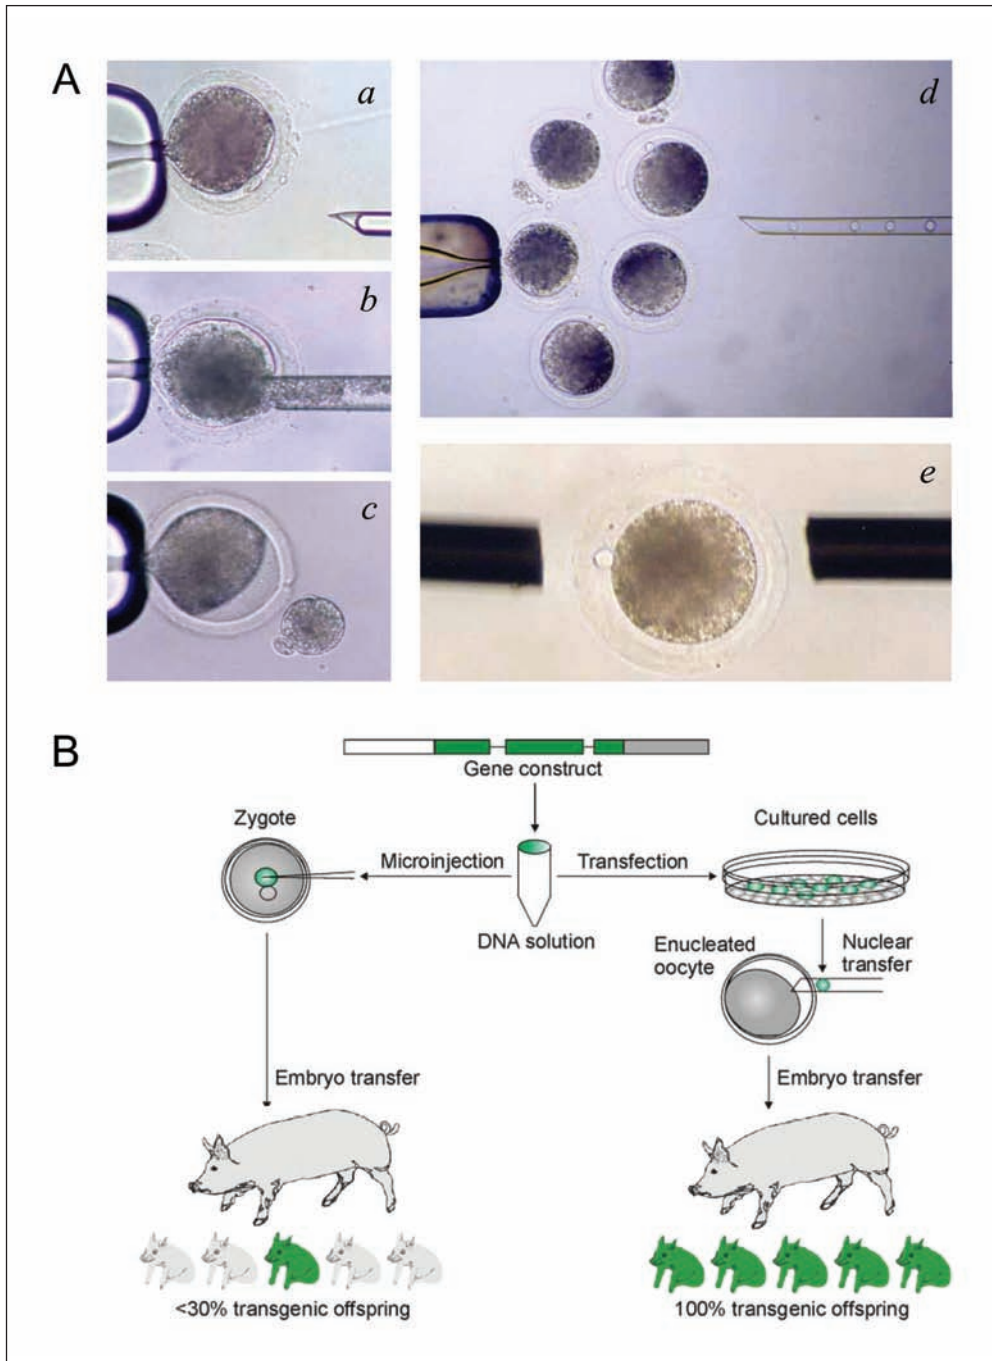 A
a
b
c
d
e
B
Gene construct
Zygote
Cultured cells
Microinjection
Transfection
DNA solution
Enucleated
oocyte
Nuclear
transfer
Embryo transfer
Embryo transfer
<30% transgenic offspring
100% transgenic offspring